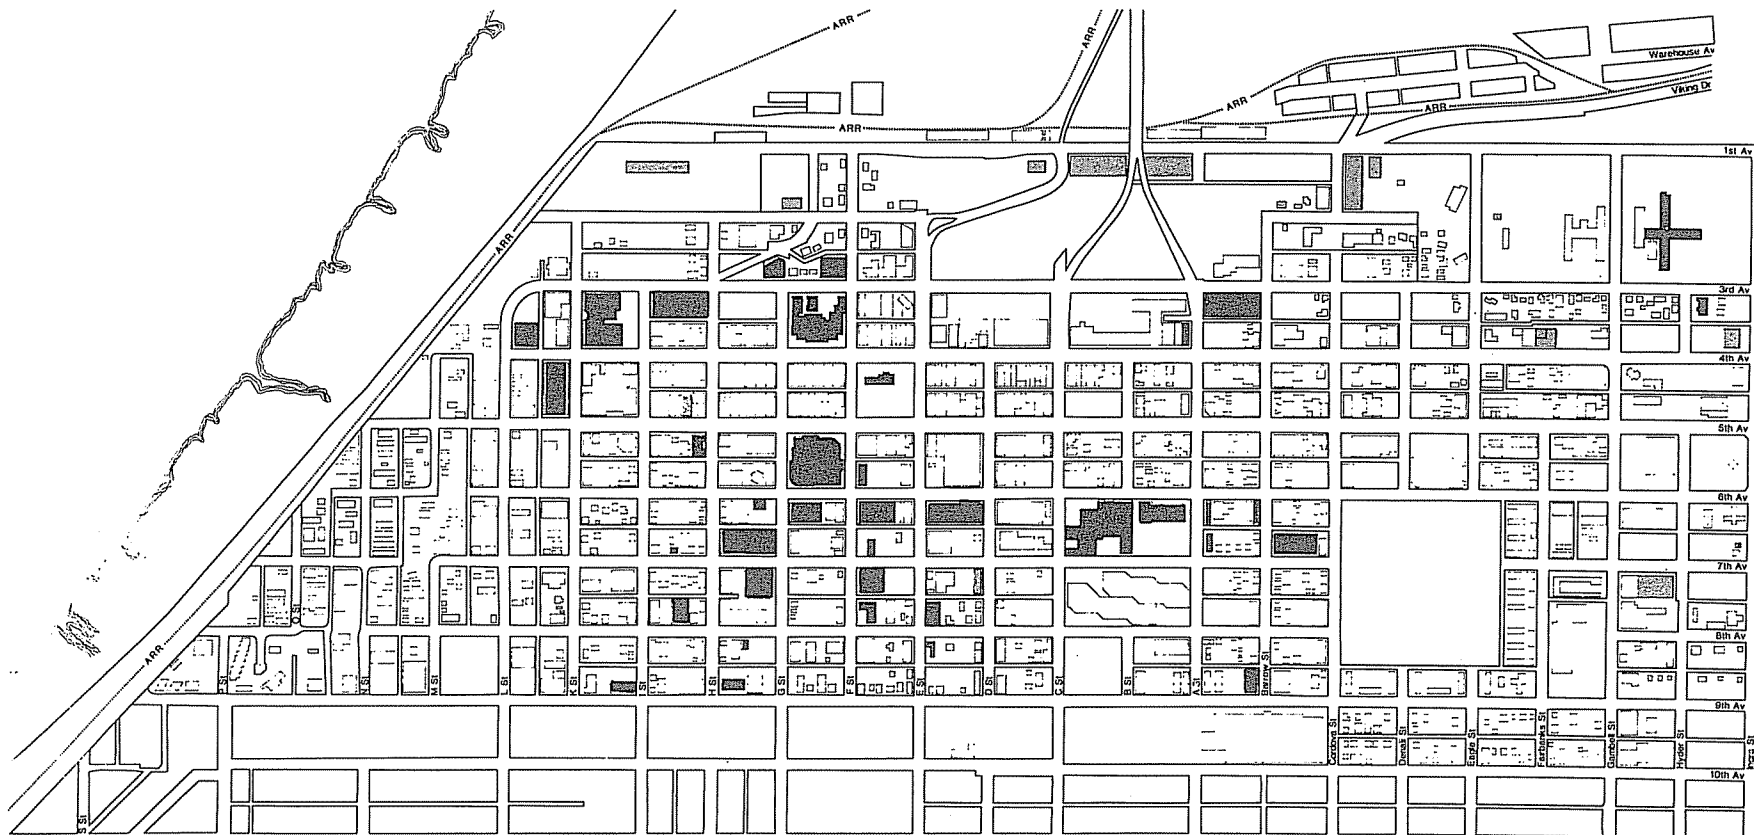 ARR
ARR
Warehouse Av
Viking Dr
ARR
ARR
ARR
1st Av
ARR
3rd Av
4th Av
5th Av
6th Av
7th Av
O St
8th Av
ARR
P St
N St
M St
L St
K St
I St
H St
G St
F St
E St
D St
C St
B St
A St
Barrow St
9th Av
Cordova St
Denali St
Eagle St
Fairbanks St
Gambell St
Hyder St
Ingra St
10th Av
S St